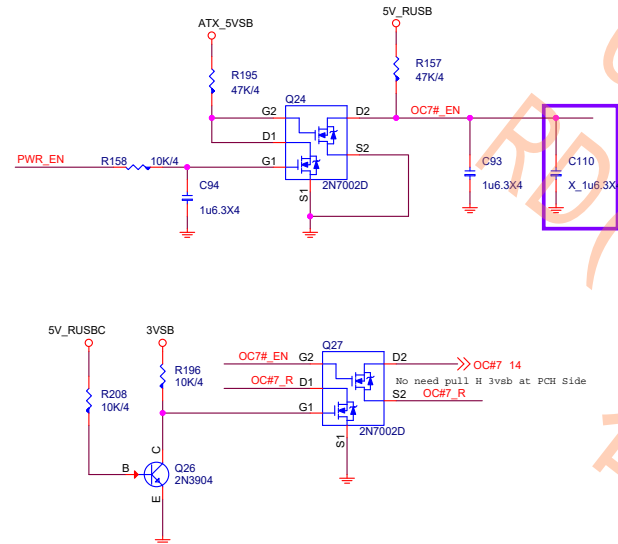 ATX_5VSB
5V_RUSB
R195
47K/4
R157
47K/4
Q24
G2
D2
OC7#_EN
D1
S2
PWR_EN
R158
10K/4
G1
C94
1u6.3X4
S1
2N7002D
C93
1u6.3X4
C110
X_1u6.3X
RD
5V_RUSBC
3VSB
R196
10K/4
R208
10K/4
Q27
OC7#_EN
G2
D2
OC#7 14
No need pull H 3vsb at PCH Side
OC#7_R
D1
S2
OC#7_R
G1
S1
2N7002D
C
B
Q26
2N3904
E